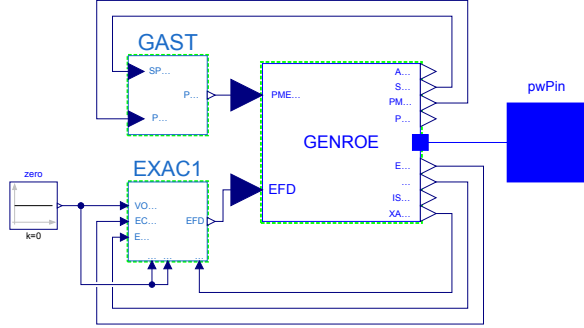 GAST
SP...
P...
P...
PME...
GENROE
EFD
A...
S...
PM...
P...
E...
...
IS...
XA...
pwPin
EXAC1
VO...
EC...
E...
EFD
...
...
...
zero
k=0